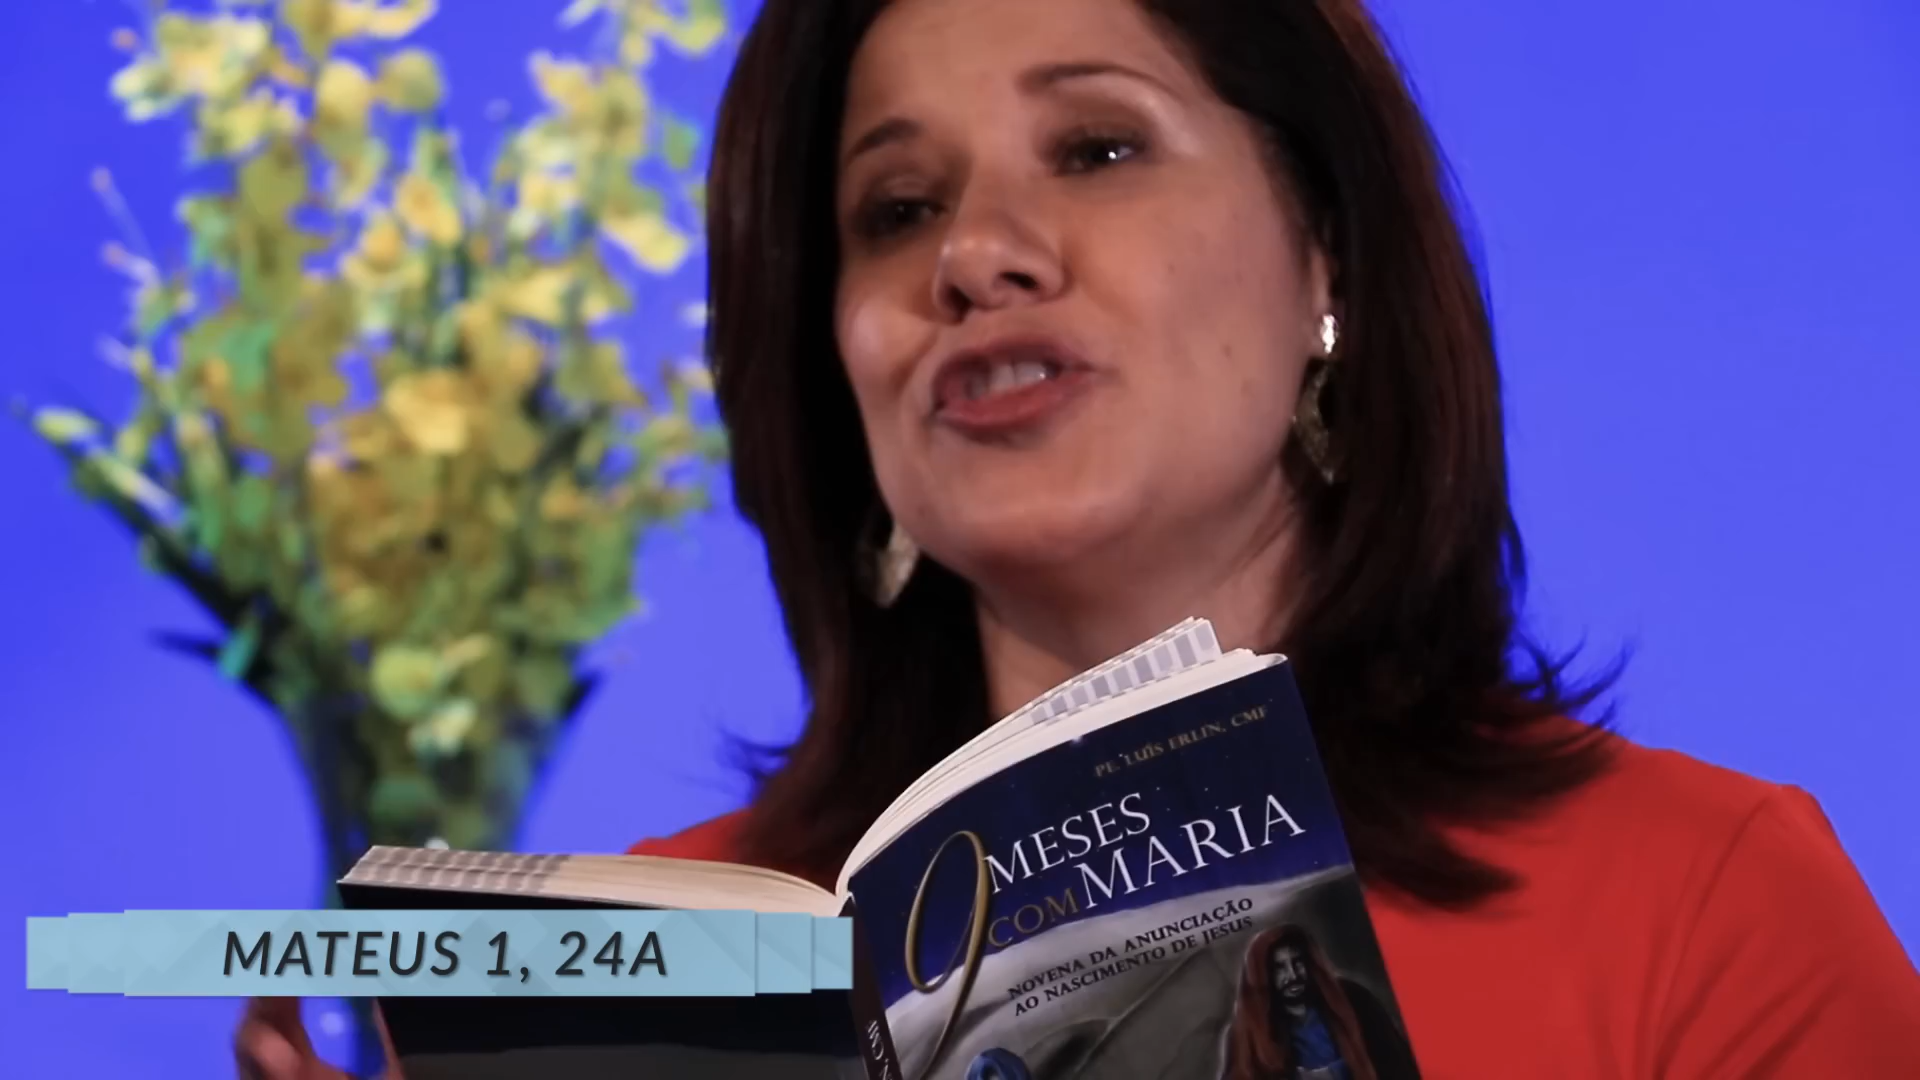 PE. LUÍS ERLIN, CMF
9 MESES
COM MARIA
NOVENA DA ANUNCIAÇÃO
AO NASCIMENTO DE JESUS
MATEUS 1, 24A